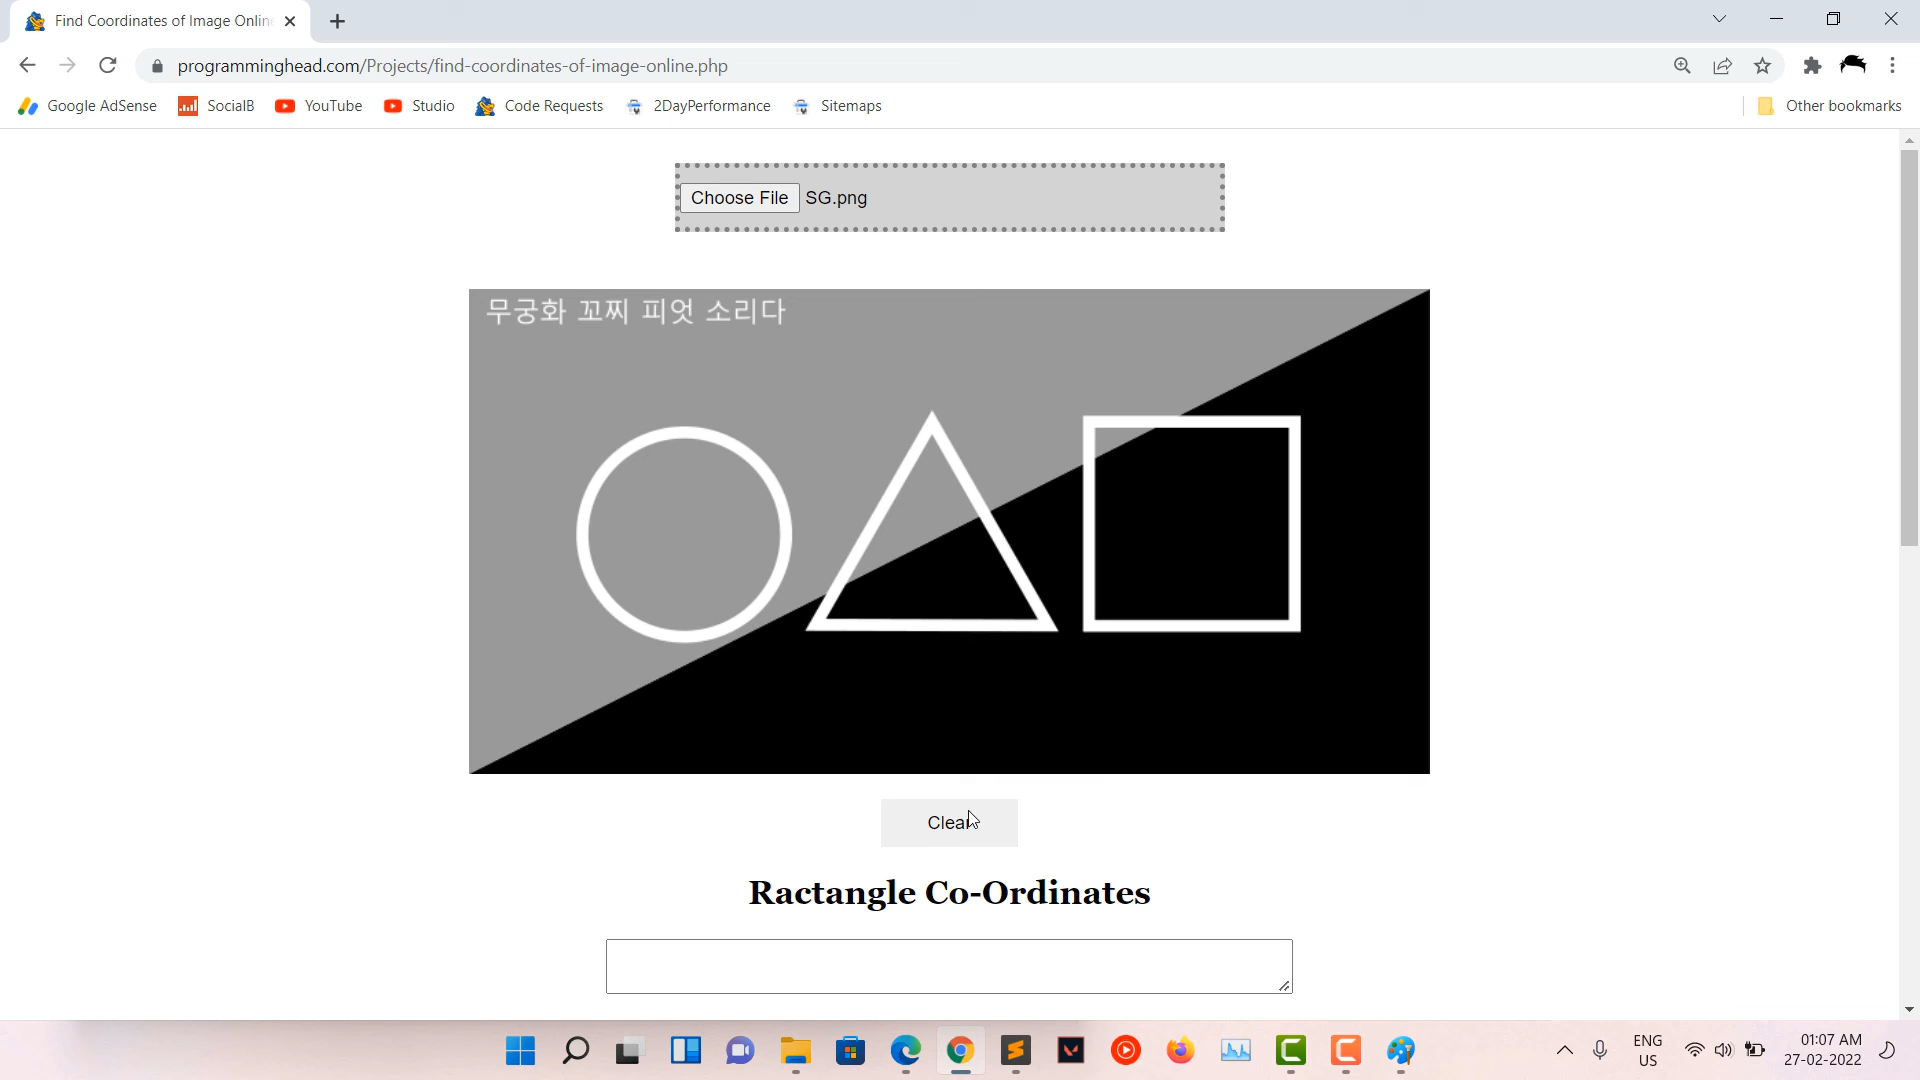 Find Coordinates of Image Onlin
programminghead.com/Projects/find-coordinates-of-image-online.php
Google AdSense SocialB YouTube Studio Code Requests 2DayPerformance Sitemaps Other bookmarks
Choose File SG.png
무궁화 꼬찌 피엇 소리다
Clear
Ractangle Co-Ordinates
ENG 01:07 AM
US 27-02-2022